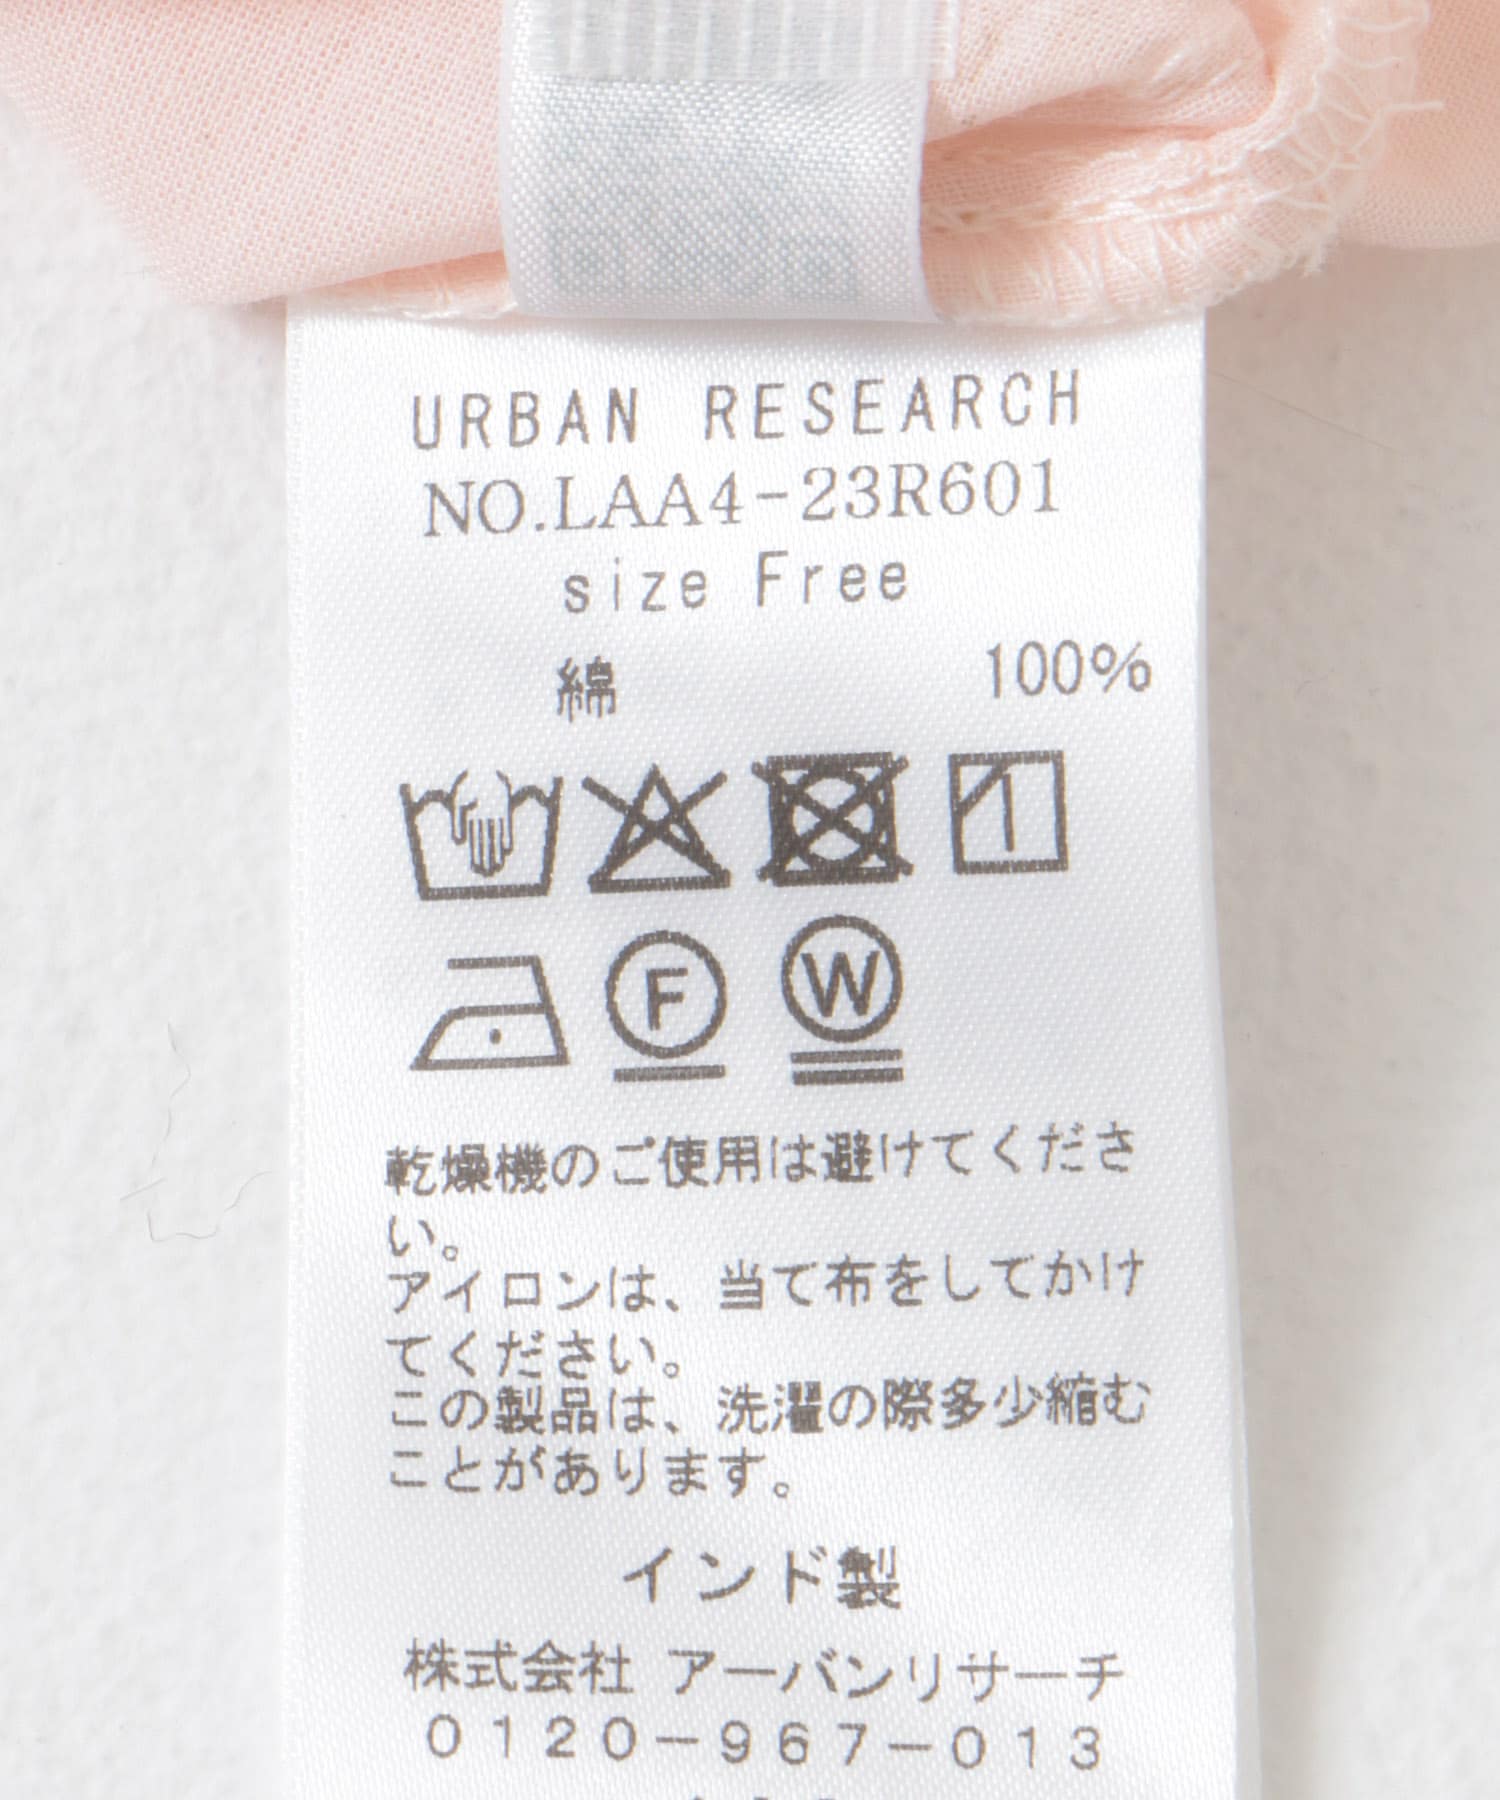 URBAN RESEARCH
NO.LAA4-23R601
size Free
綿 100%
F W
乾燥機のご使用は避けてくださ
い。
アイロンは、当て布をしてかけ
てください。
この製品は、洗濯の際多少縮む
ことがあります。
インド製
株式会社 アーバンリサーチ
0120-967-013